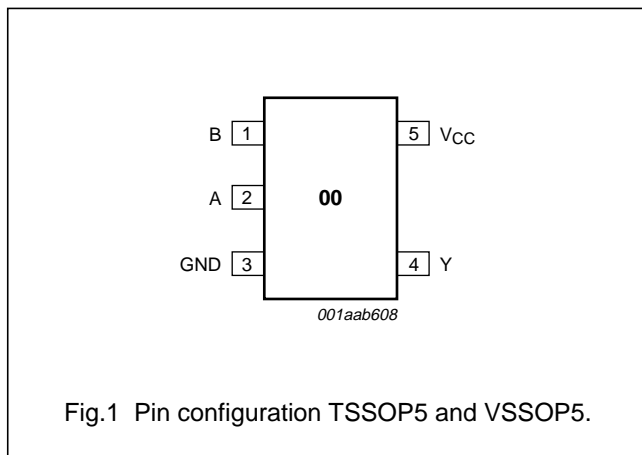 B 1 5 VCC
A 2 00
GND 3 4 Y
001aab608
Fig.1 Pin configuration TSSOP5 and VSSOP5.